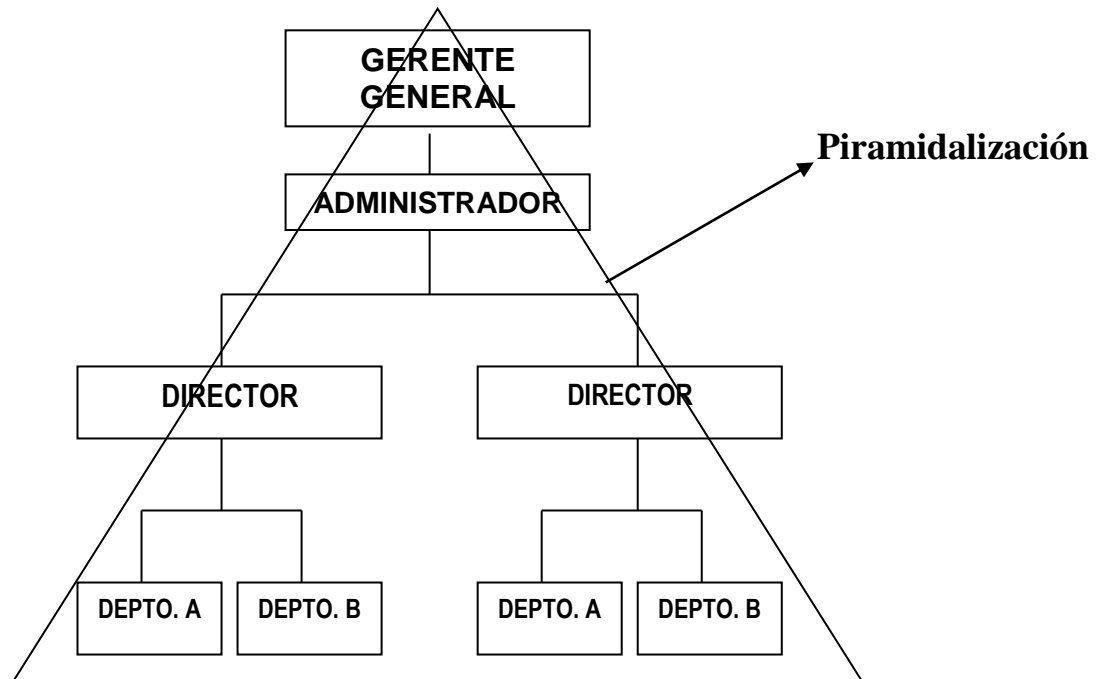 GERENTE
GENERAL
Piramidalización
ADMINISTRADOR
DIRECTOR
DIRECTOR
DEPTO. A
DEPTO. B
DEPTO. A
DEPTO. B